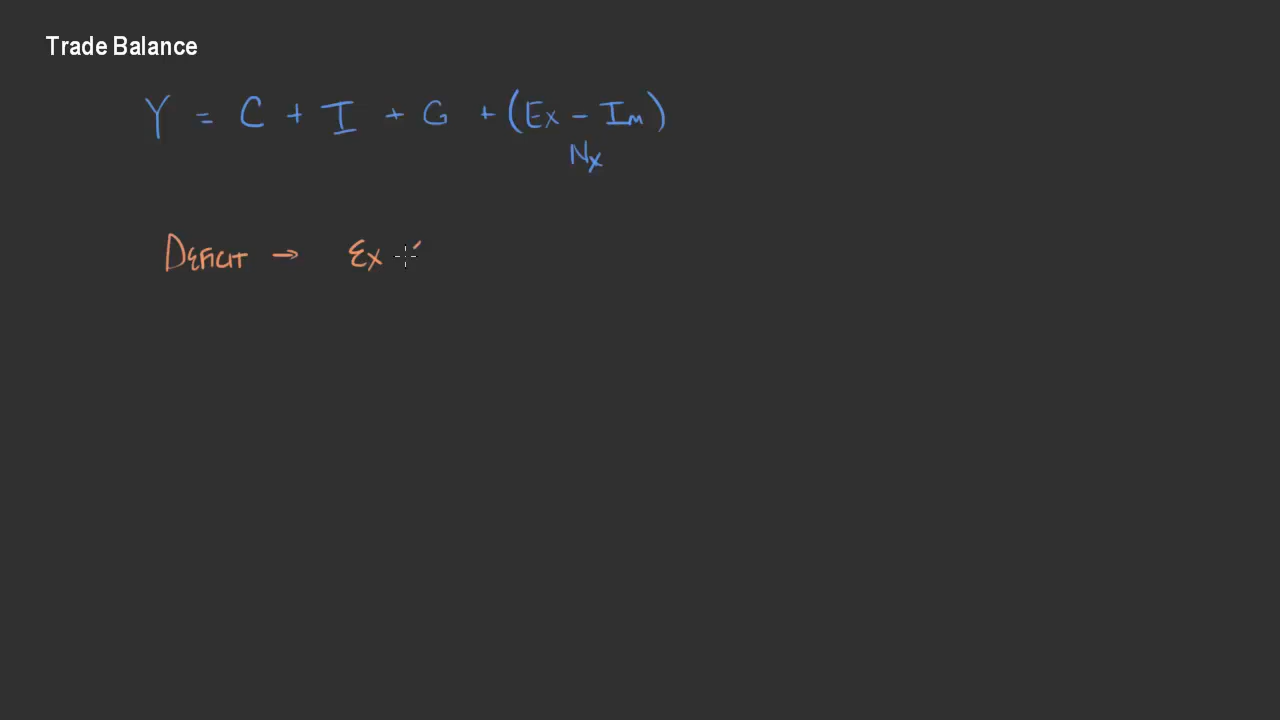 Trade Balance
Y = C + I + G + (Ex - Im)
Nx
DEFICIT → Ex